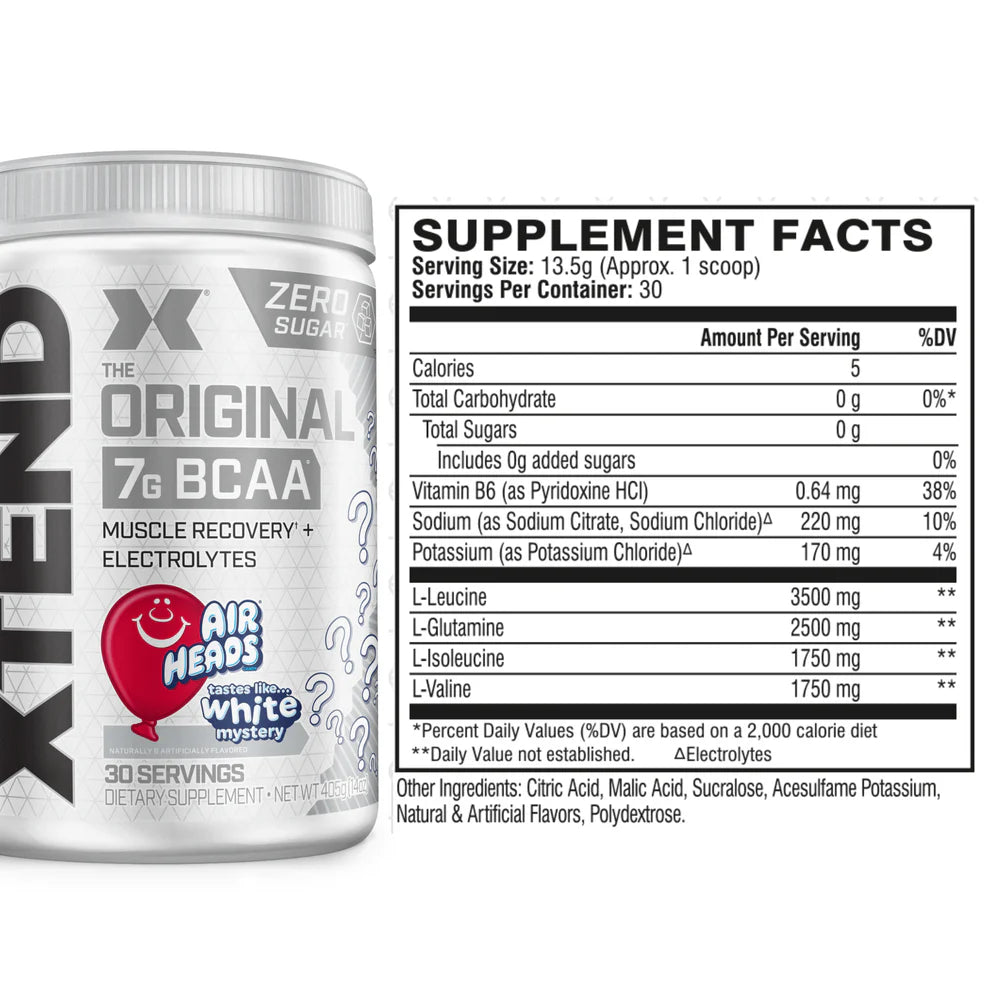 XTEND
X®
ZERO
SUGAR
THE
ORIGINAL
7G BCAA
MUSCLE RECOVERY† +
ELECTROLYTES
AIR
HEADS
tastes like...
white
mystery
NATURALLY & ARTIFICIALLY FLAVORED
30 SERVINGS
DIETARY SUPPLEMENT • NET WT 405g (14oz)
SUPPLEMENT FACTS
Serving Size: 13.5g (Approx. 1 scoop)
Servings Per Container: 30
Amount Per Serving %DV
Calories 5
Total Carbohydrate 0 g 0%*
Total Sugars 0 g
Includes 0g added sugars 0%
Vitamin B6 (as Pyridoxine HCl) 0.64 mg 38%
Sodium (as Sodium Citrate, Sodium Chloride)Δ 220 mg 10%
Potassium (as Potassium Chloride)Δ 170 mg 4%
L-Leucine 3500 mg **
L-Glutamine 2500 mg **
L-Isoleucine 1750 mg **
L-Valine 1750 mg **
*Percent Daily Values (%DV) are based on a 2,000 calorie diet
**Daily Value not established. ΔElectrolytes
Other Ingredients: Citric Acid, Malic Acid, Sucralose, Acesulfame Potassium,
Natural & Artificial Flavors, Polydextrose.